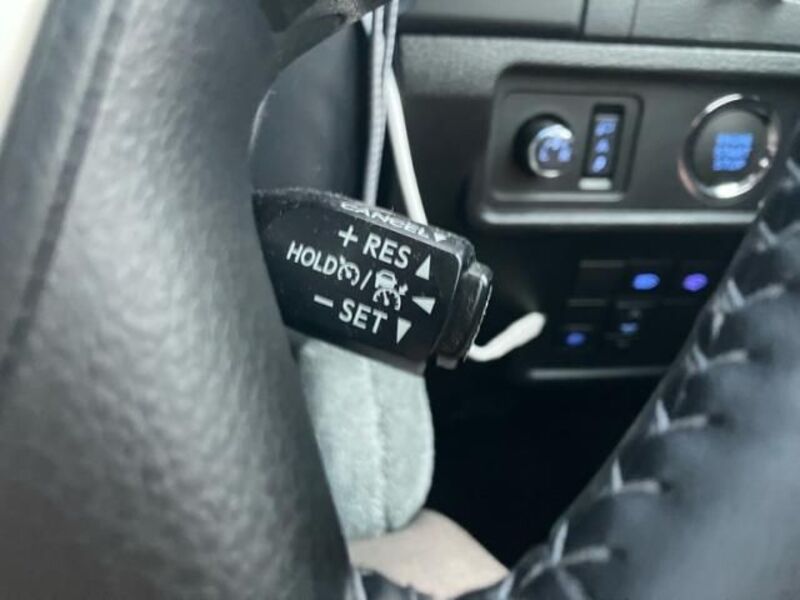 CANCEL▼
+ RES ▲
HOLD /
− SET ▼